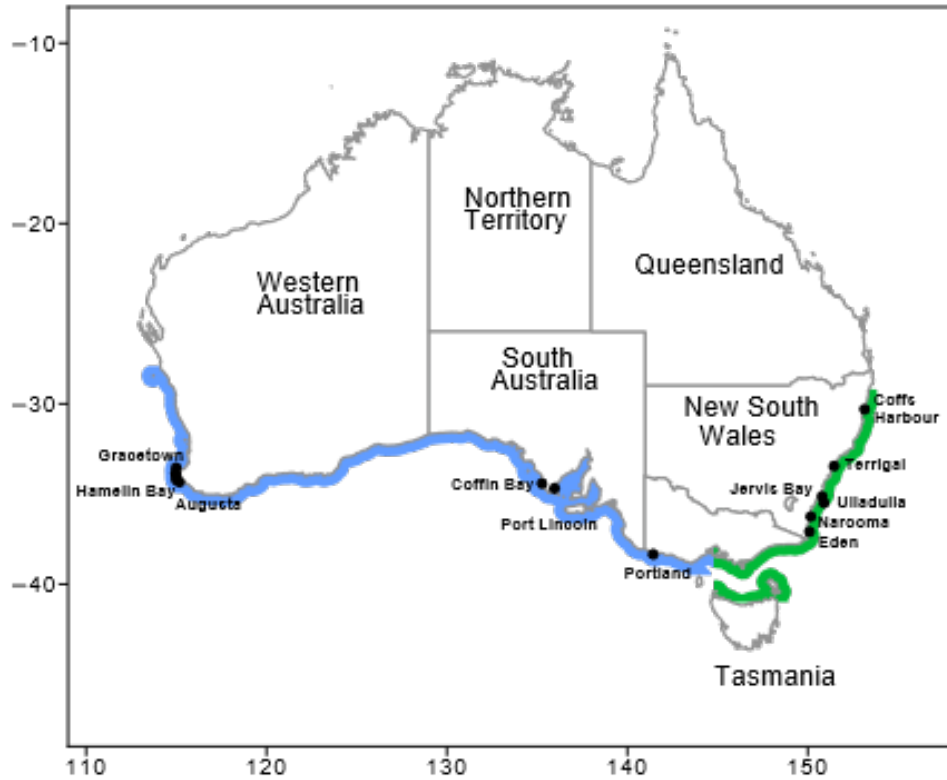 −10
−20
−30
−40
Northern
Territory
Queensland
Western
Australia
South
Australia
New South
Wales
Coffs
Harbour
Gracetown
Hamelin Bay
Augusta
Coffin Bay
Port Lincoln
Terrigal
Jervis Bay
Ulladulla
Narooma
Eden
Portland
Tasmania
110
120
130
140
150